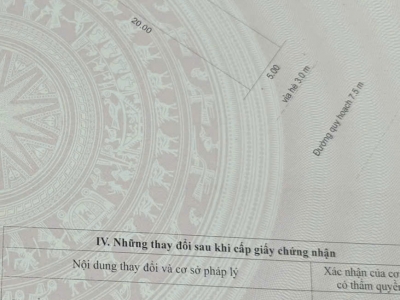 20.00
5.00
vỉa hè 3.0 m
Đường quy hoạch 7.5 m
IV. Những thay đổi sau khi cấp giấy chứng nhận
Nội dung thay đổi và cơ sở pháp lý
Xác nhận của cơ
có thẩm quyền